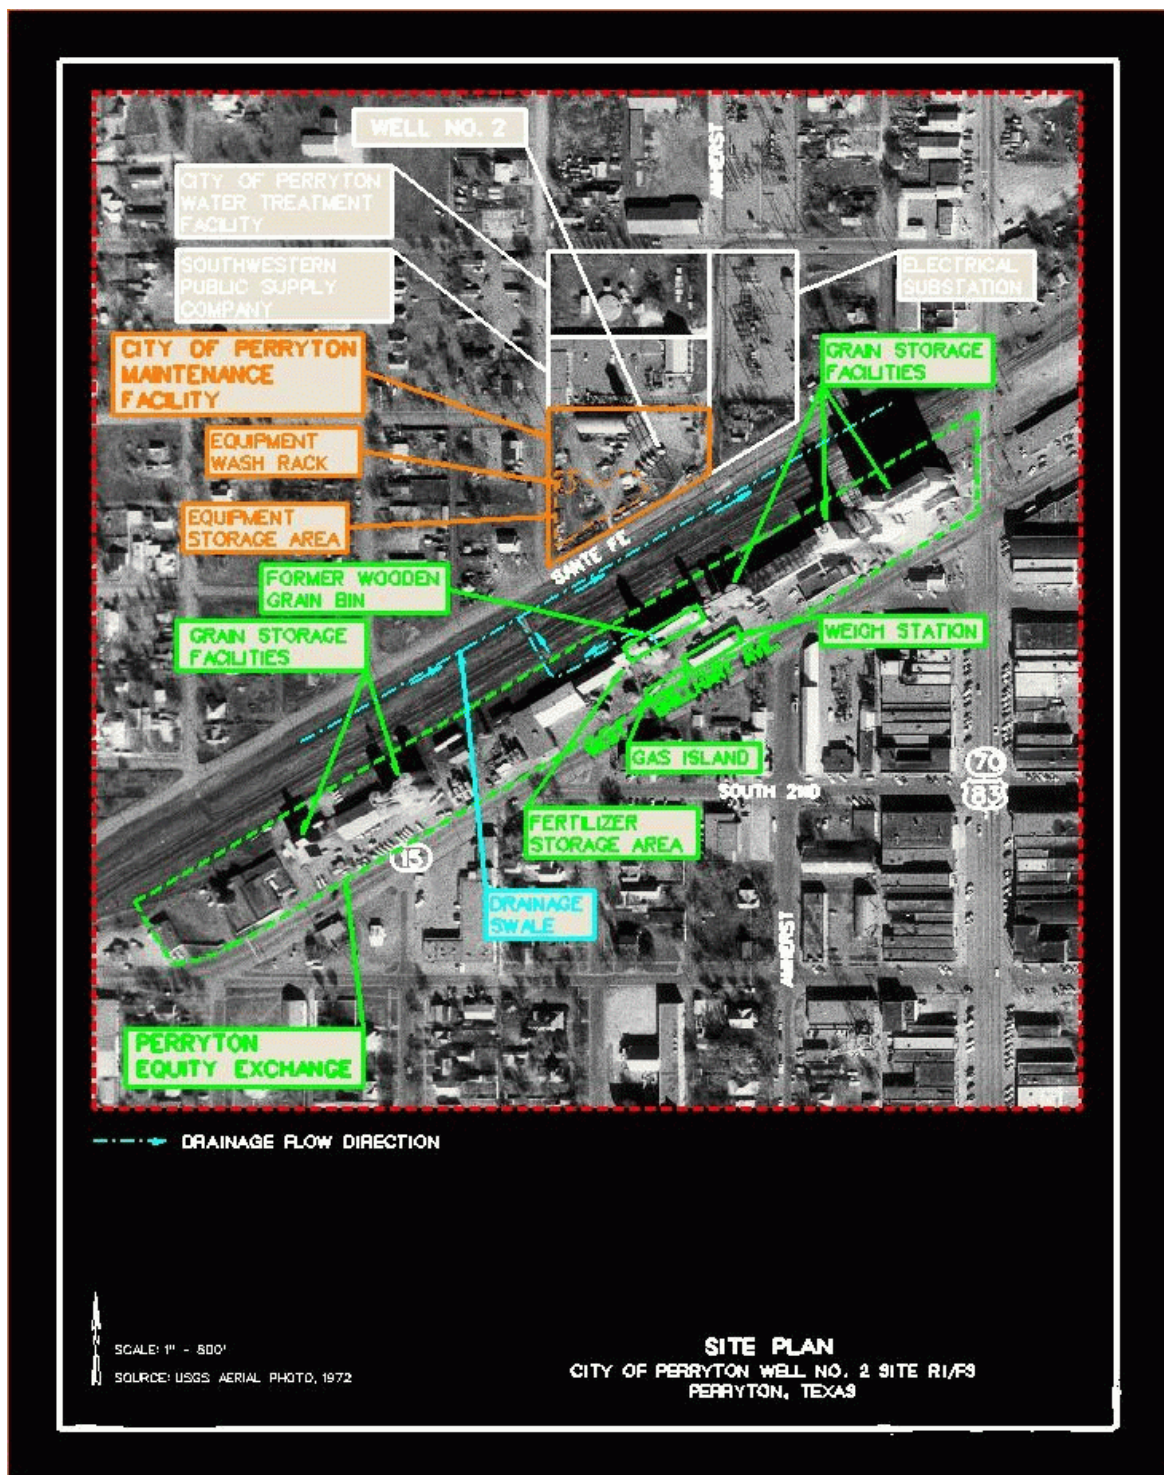 WELL NO. 2
AMHERST
CITY OF PERRYTON
WATER TREATMENT
FACILITY
SOUTHWESTERN
PUBLIC SUPPLY
COMPANY
ELECTRICAL
SUBSTATION
CITY OF PERRYTON
MAINTENANCE
FACILITY
GRAIN STORAGE
FACILITIES
EQUIPMENT
WASH RACK
EQUIPMENT
STORAGE AREA
SANTE FE
FORMER WOODEN
GRAIN BIN
GRAIN STORAGE
FACILITIES
WEIGH STATION
AVE.
GAS ISLAND
70
83
SOUTH 2ND
FERTILIZER
STORAGE AREA
15
DRAINAGE
SWALE
AMHERST
PERRYTON
EQUITY EXCHANGE
DRAINAGE FLOW DIRECTION
SCALE: 1" - 800'
SOURCE: USGS AERIAL PHOTO, 1972
SITE PLAN
CITY OF PERRYTON WELL NO. 2 SITE RI/FS
PERRYTON, TEXAS